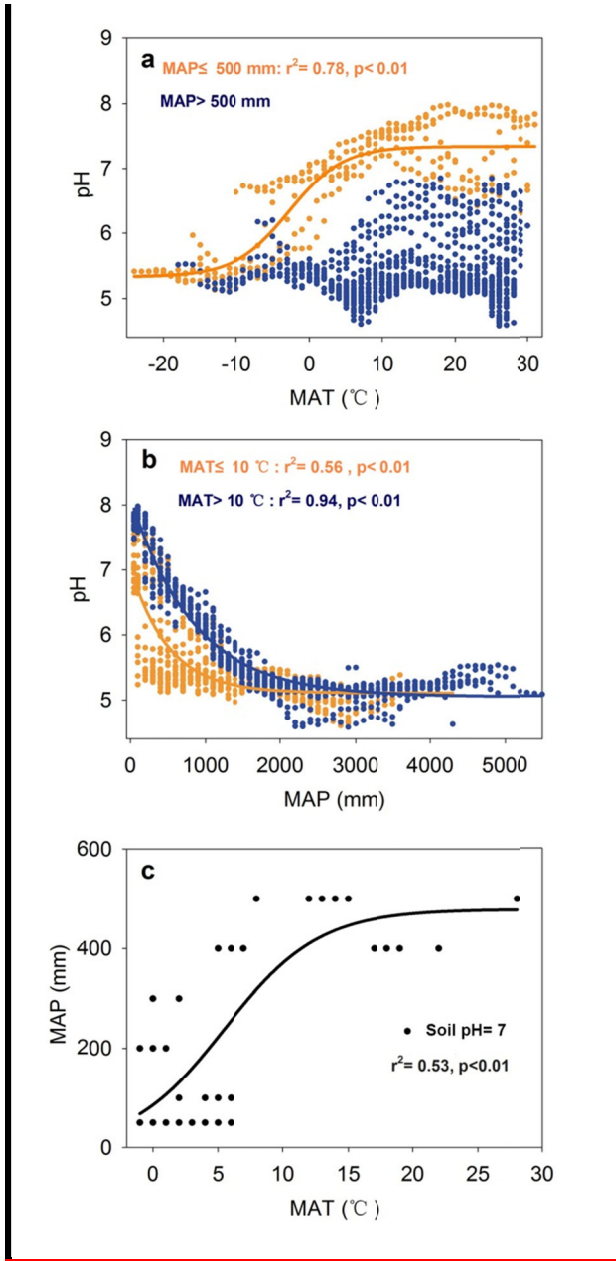 9
a
MAP≤ 500 mm: r²= 0.78, p< 0.01
MAP> 500 mm
8
7
pH
6
5
-20 -10 0 10 20 30
MAT (℃)
9
b
MAT≤ 10 ℃ : r²= 0.56 , p<0.01
MAT> 10 ℃ : r²= 0.94, p< 0.01
8
7
pH
6
5
0 1000 2000 3000 4000 5000
MAP (mm)
600
c
400
MAP (mm)
Soil pH= 7
r²= 0.53, p<0.01
200
0
0 5 10 15 20 25 30
MAT (℃)